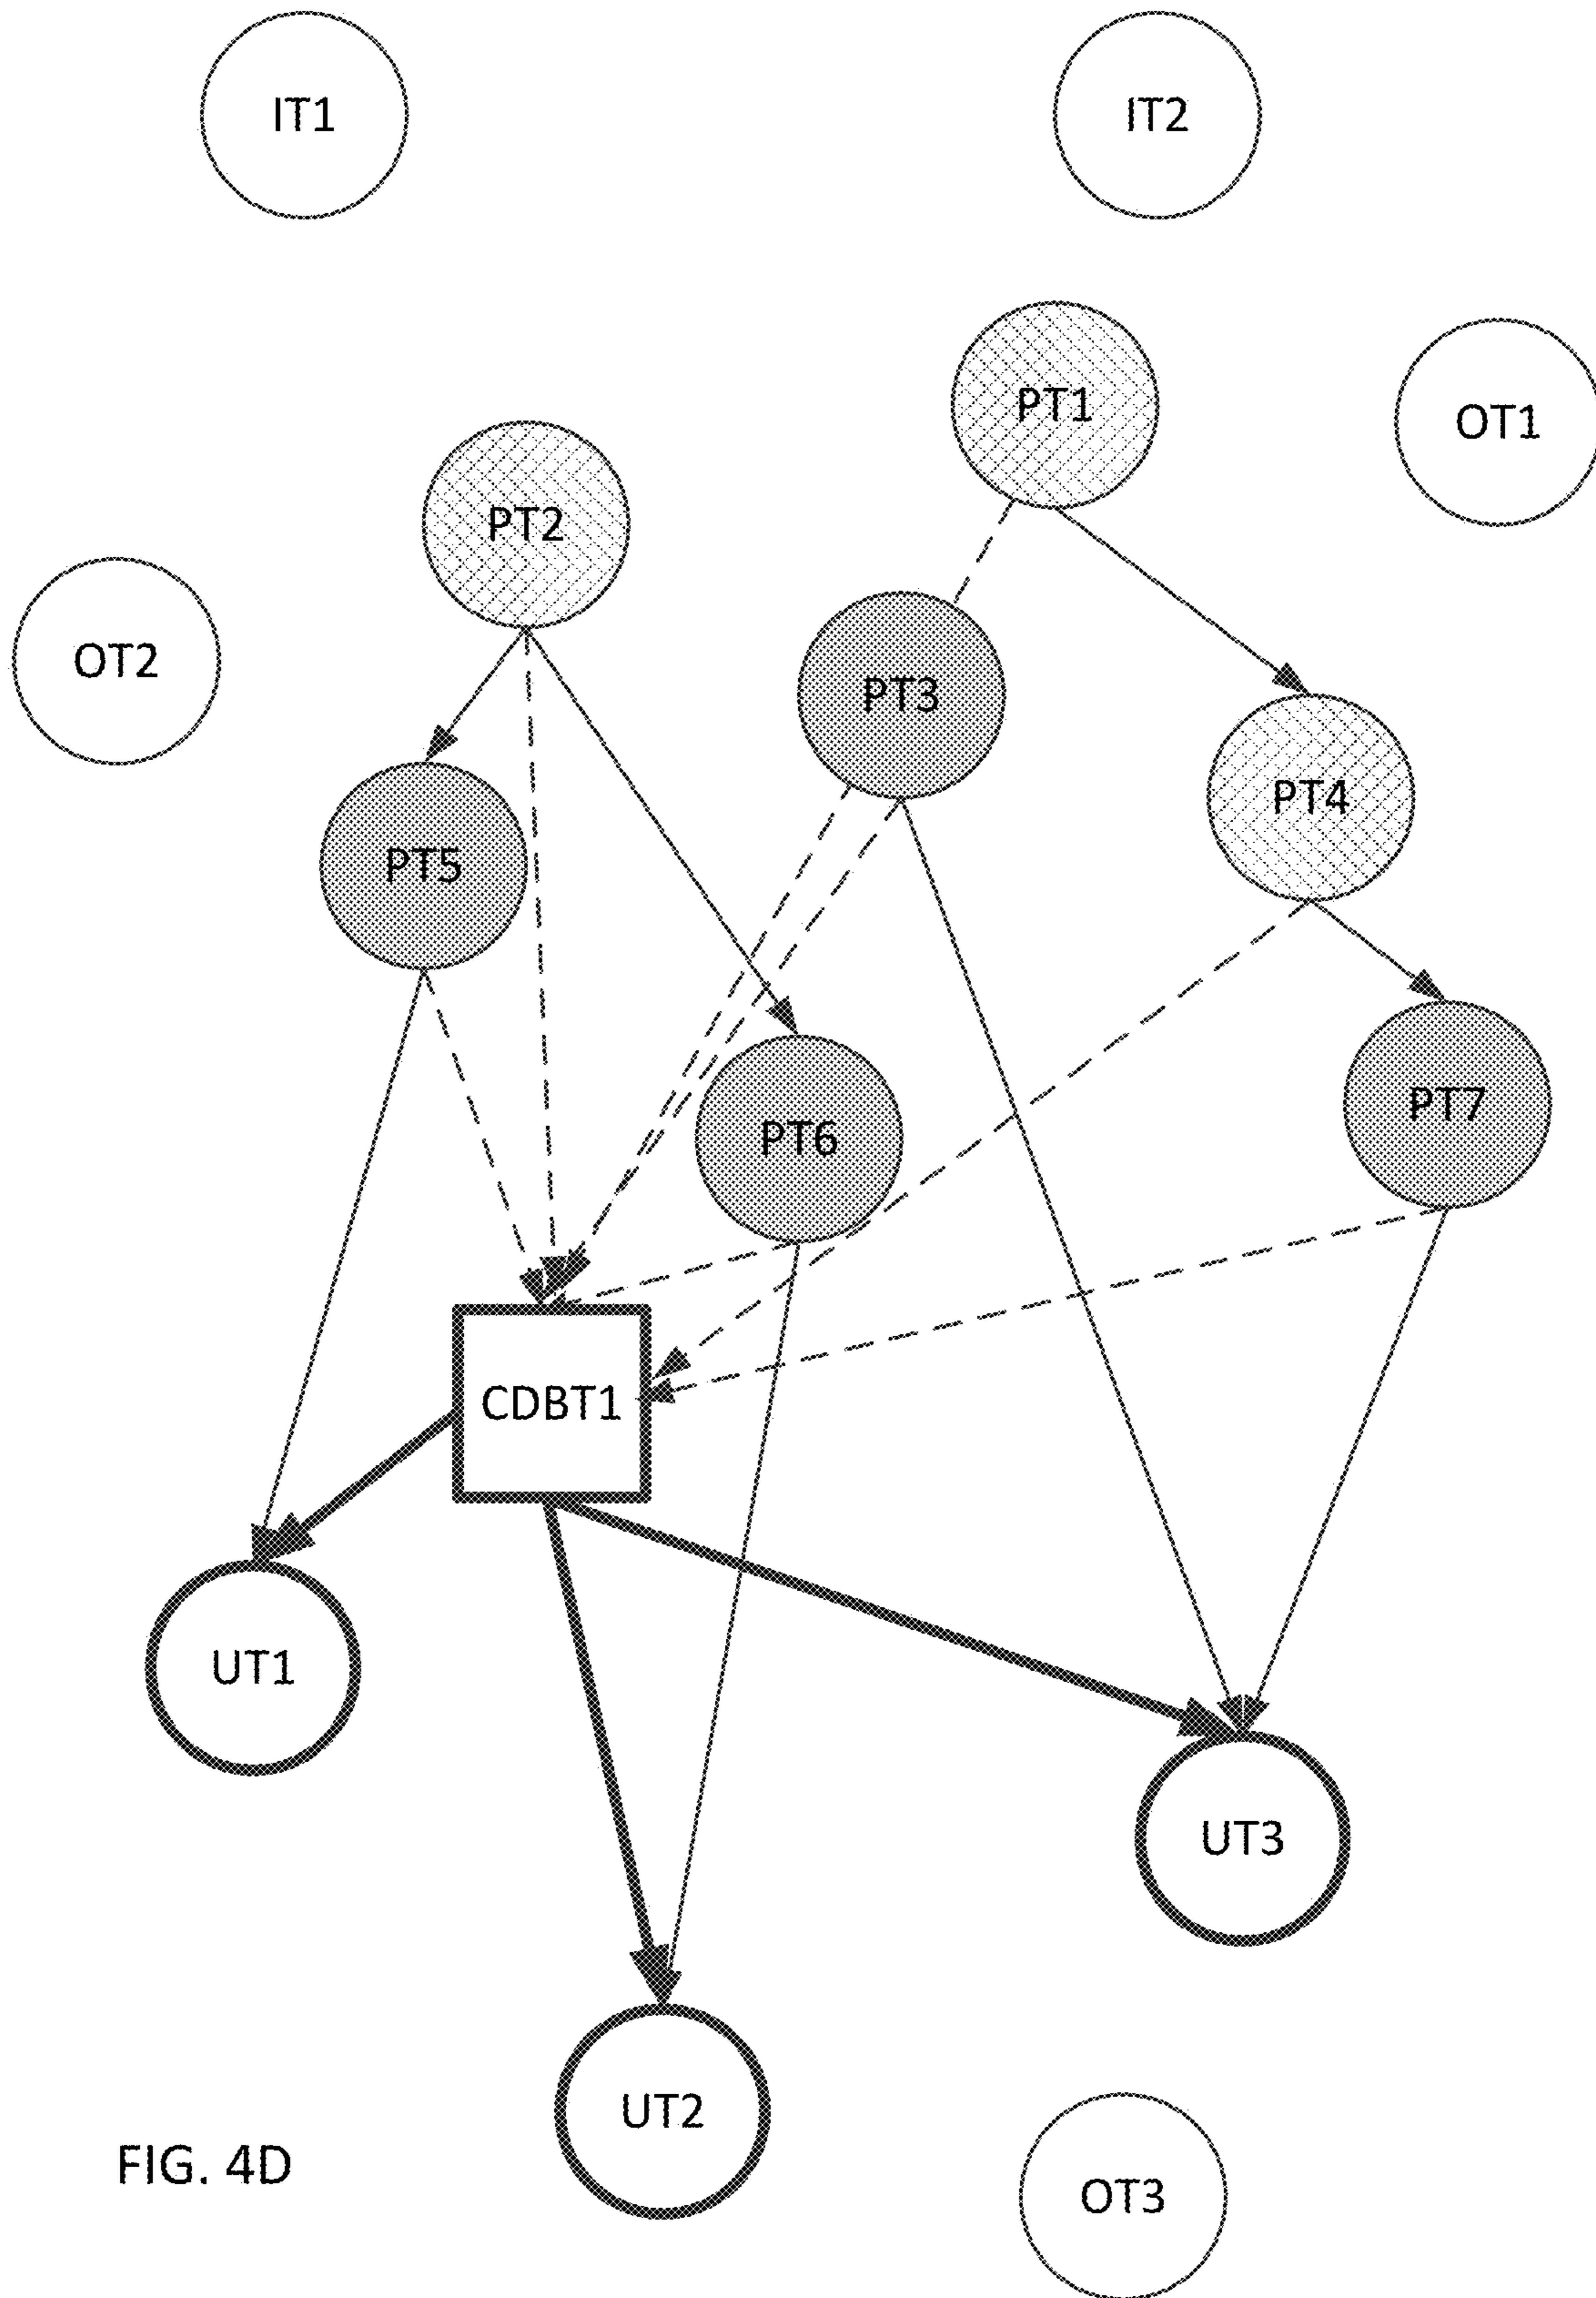 IT1
IT2
PT1
OT1
PT2
OT2
PT3
PT4
PT5
PT6
PT7
CDBT1
UT1
UT3
UT2
FIG. 4D
OT3